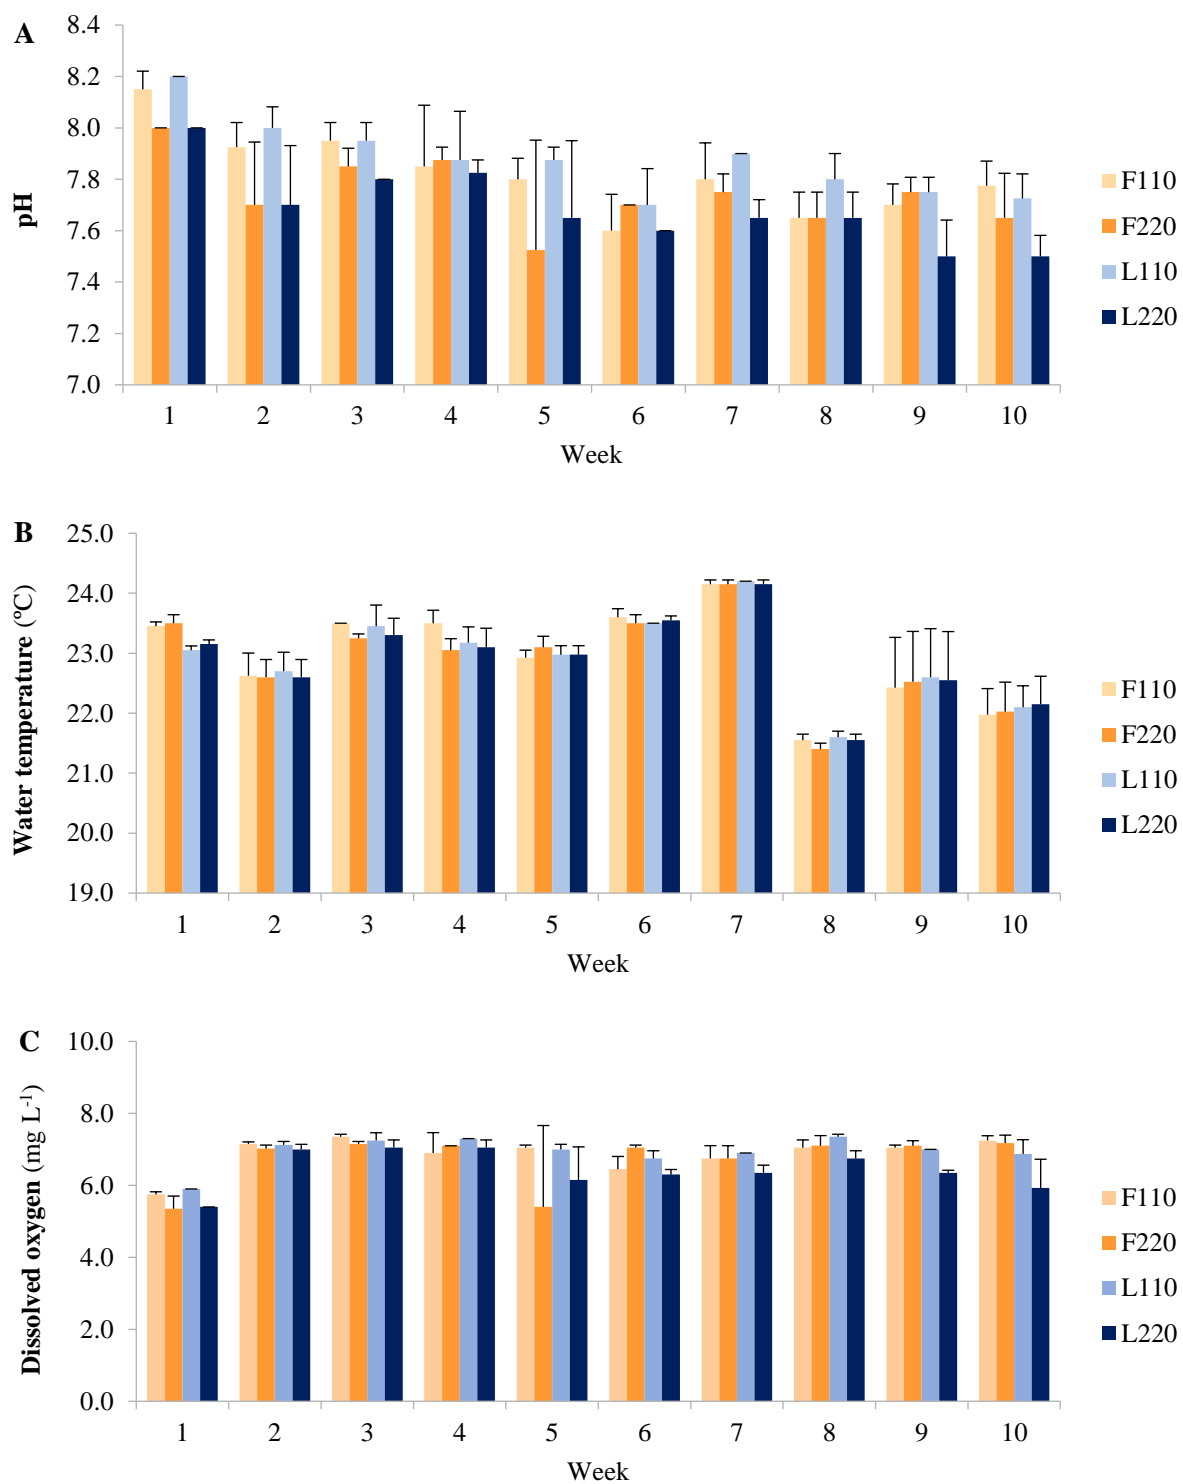 A
pH
8.4
8.2
8.0
7.8
7.6
7.4
7.2
7.0
1 2 3 4 5 6 7 8 9 10
Week
F110
F220
L110
L220
B
Water temperature (ºC)
25.0
24.0
23.0
22.0
21.0
20.0
19.0
1 2 3 4 5 6 7 8 9 10
Week
F110
F220
L110
L220
C
Dissolved oxygen (mg L-1)
10.0
8.0
6.0
4.0
2.0
0.0
1 2 3 4 5 6 7 8 9 10
Week
F110
F220
L110
L220